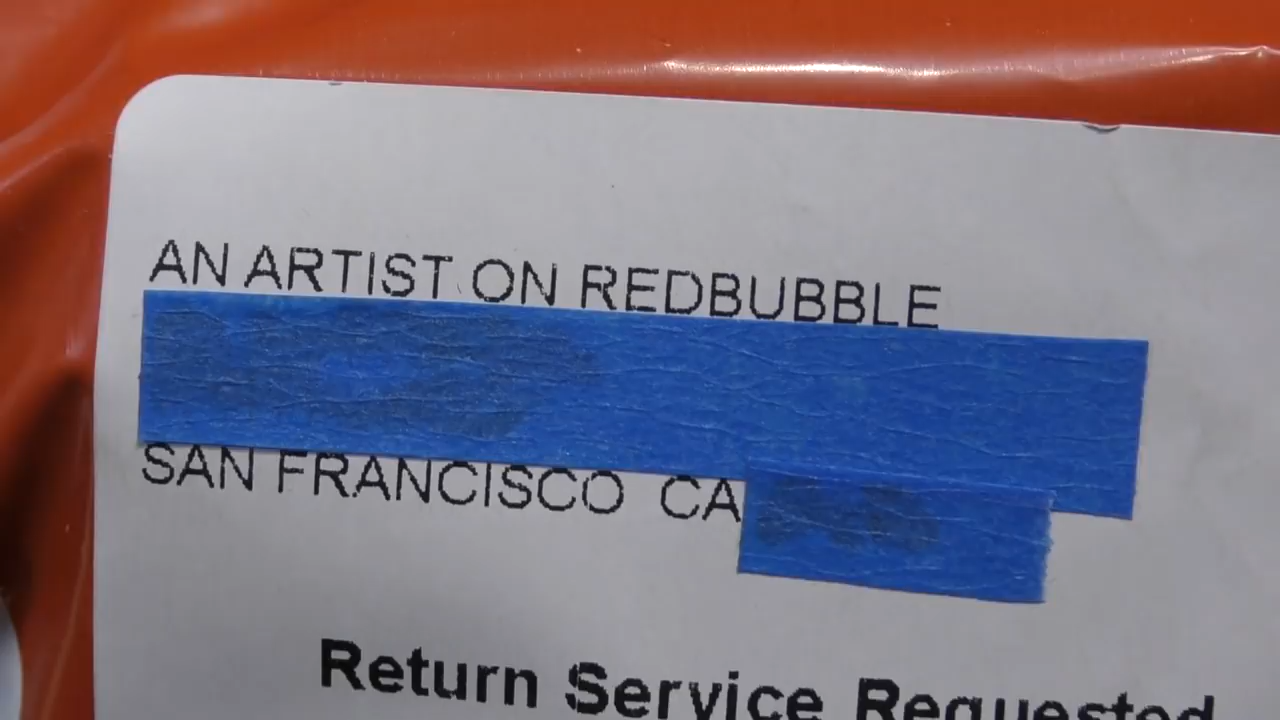 AN ARTIST ON REDBUBBLE
SAN FRANCISCO CA
Return Service Requested